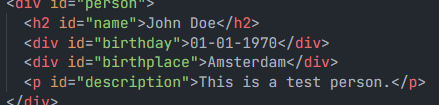 <div id="person">
<h2 id="name">John Doe</h2>
<div id="birthday">01-01-1970</div>
<div id="birthplace">Amsterdam</div>
<p id="description">This is a test person.</p>
</div>